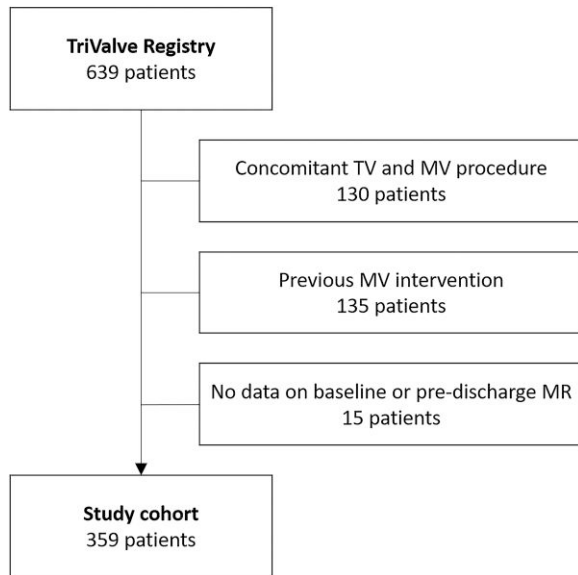 TriValve Registry
639 patients
Concomitant TV and MV procedure
130 patients
Previous MV intervention
135 patients
No data on baseline or pre-discharge MR
15 patients
Study cohort
359 patients